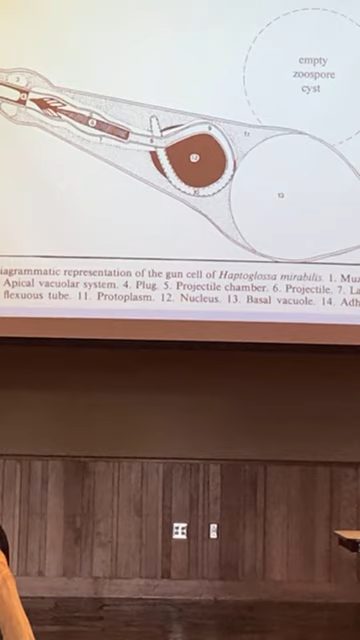 empty
zoospore
cyst
iagrammatic representation of the gun cell of Haptoglossa mirabilis. 1. Muz
Apical vacuolar system. 4. Plug. 5. Projectile chamber. 6. Projectile. 7. La
flexuous tube. 11. Protoplasm. 12. Nucleus. 13. Basal vacuole. 14. Adh